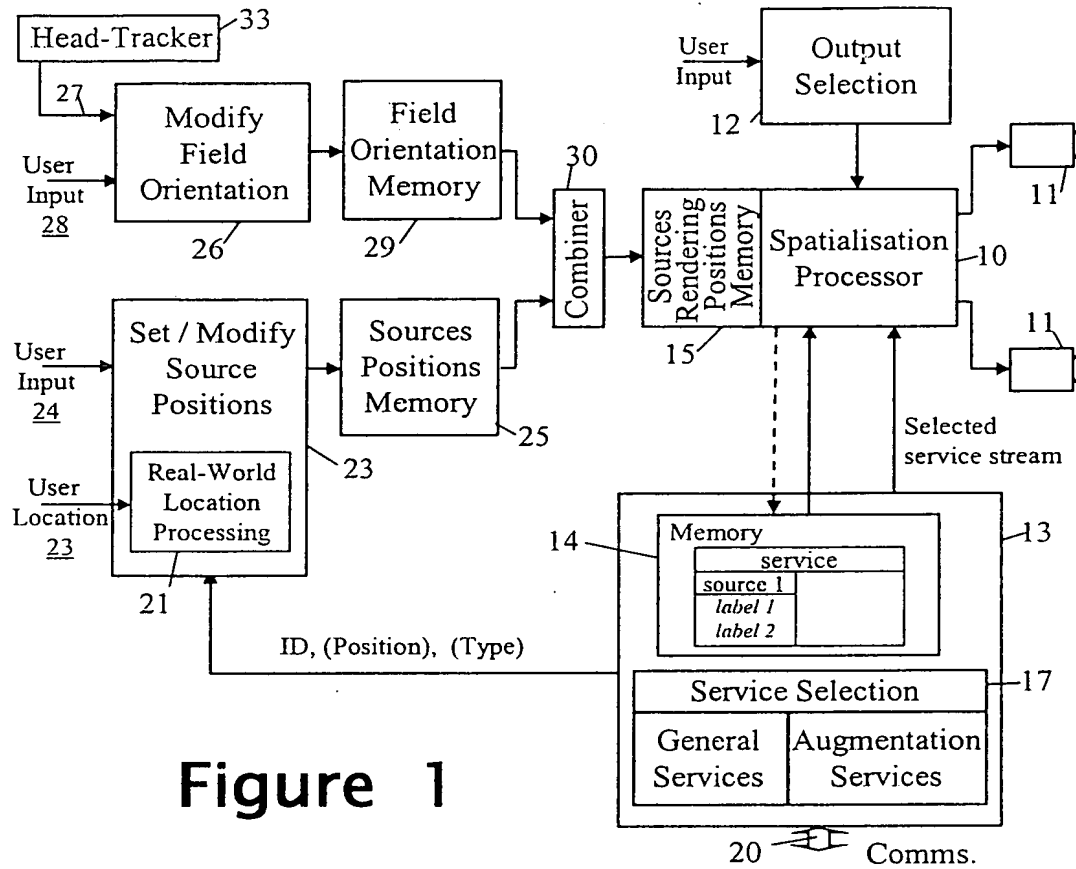 33
Head-Tracker
27
User
Input
28
Modify
Field
Orientation
26
Field
Orientation
Memory
29
User
Input
Output
Selection
12
30
Combiner
Sources
Rendering
Positions
Memory
15
Spatialisation
Processor
10
11
11
User
Input
24
Set / Modify
Source
Positions
23
Sources
Positions
Memory
25
User
Location
23
Real-World
Location
Processing
21
Selected
service stream
13
14
Memory
service
source 1
label 1
label 2
ID, (Position), (Type)
Service Selection
17
General
Services
Augmentation
Services
20
Comms.
Figure 1